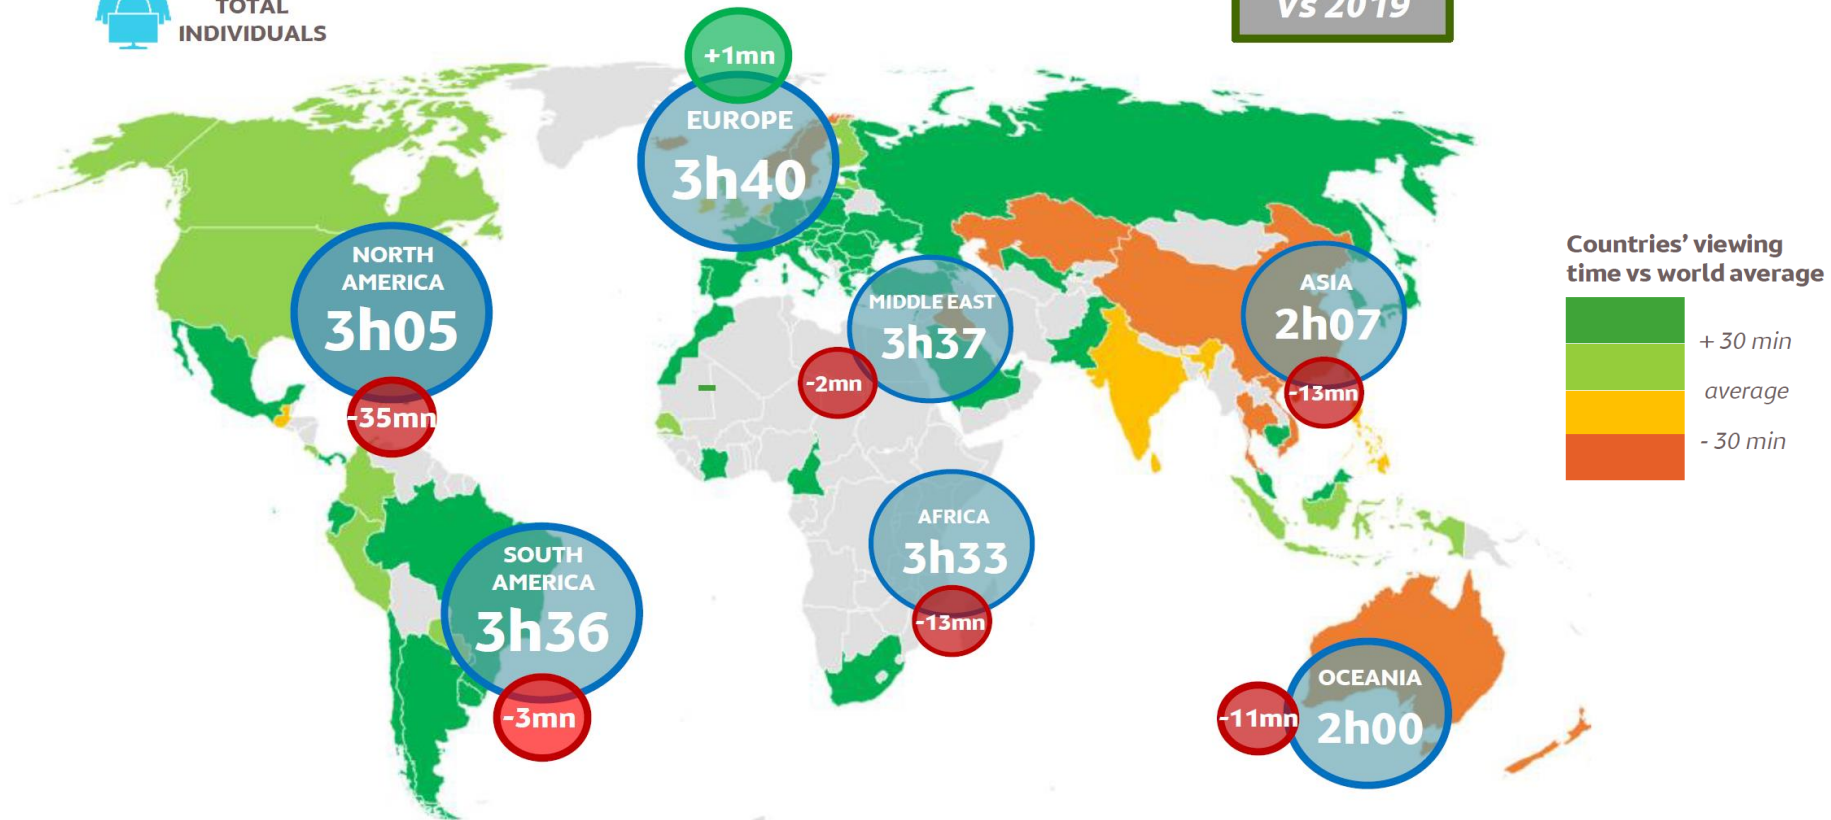 TOTAL
INDIVIDUALS
Vs 2019
+1mn
EUROPE
3h40
NORTH
AMERICA
3h05
-35mn
MIDDLE EAST
3h37
-2mn
ASIA
2h07
-13mn
Countries’ viewing
time vs world average
+ 30 min
average
- 30 min
AFRICA
3h33
-13mn
SOUTH
AMERICA
3h36
-3mn
OCEANIA
2h00
-11mn